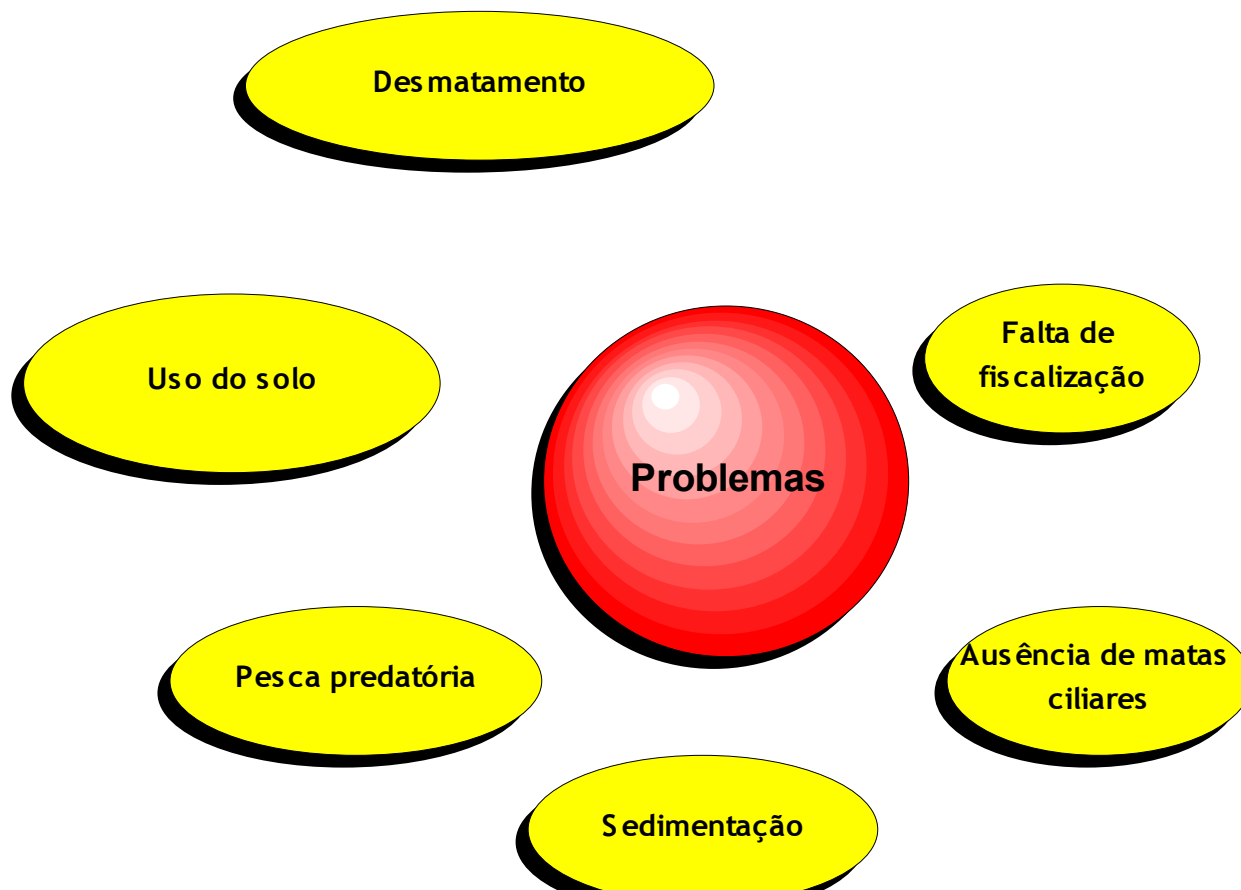 Desmatamento
Falta de
fiscalização
Uso do solo
Problemas
Ausência de matas
ciliares
Pesca predatória
Sedimentação